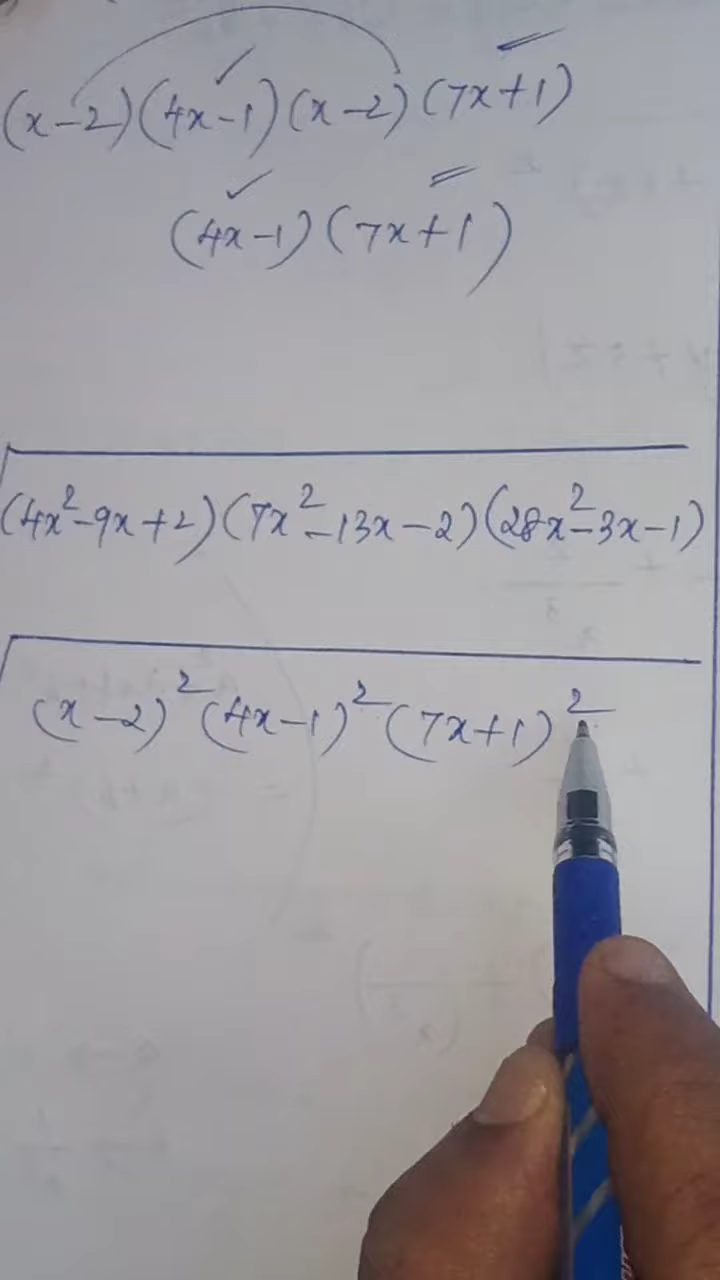 (x-2)(4x-1)(x-2)(7x+1)
(4x-1)(7x+1)
√(4x²-9x+2)(7x²-13x-2)(28x²-3x-1)
√(x-2)²(4x-1)²(7x+1)²